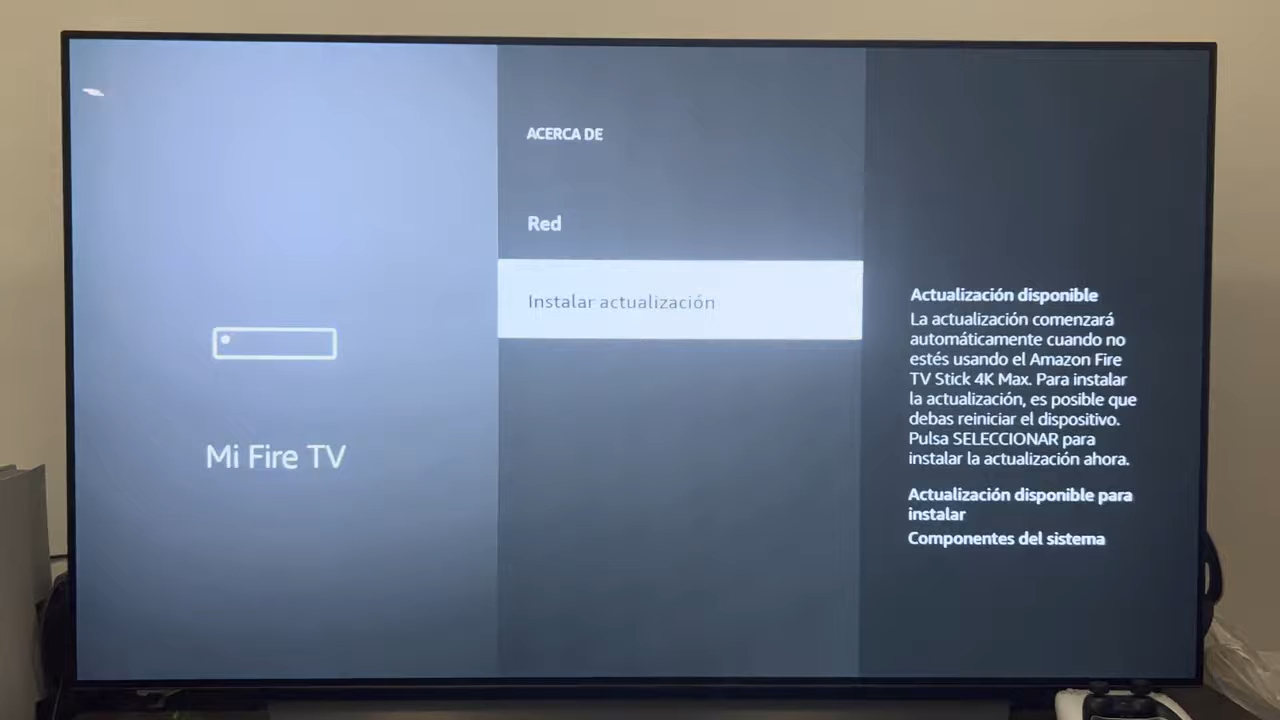 ACERCA DE
Red
Instalar actualización
Mi Fire TV
Actualización disponible
La actualización comenzará
automáticamente cuando no
estés usando el Amazon Fire
TV Stick 4K Max. Para instalar
la actualización, es posible que
debas reiniciar el dispositivo.
Pulsa SELECCIONAR para
instalar la actualización ahora.
Actualización disponible para
instalar
Componentes del sistema